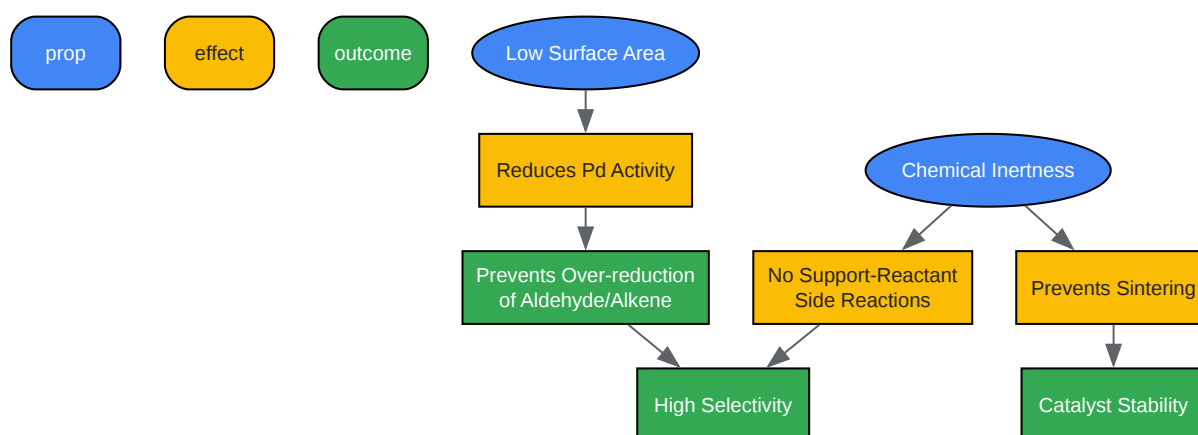 prop
effect
outcome
Low Surface Area
Reduces Pd Activity
Chemical Inertness
Prevents Over-reduction
of Aldehyde/Alkene
No Support-Reactant
Side Reactions
Prevents Sintering
High Selectivity
Catalyst Stability